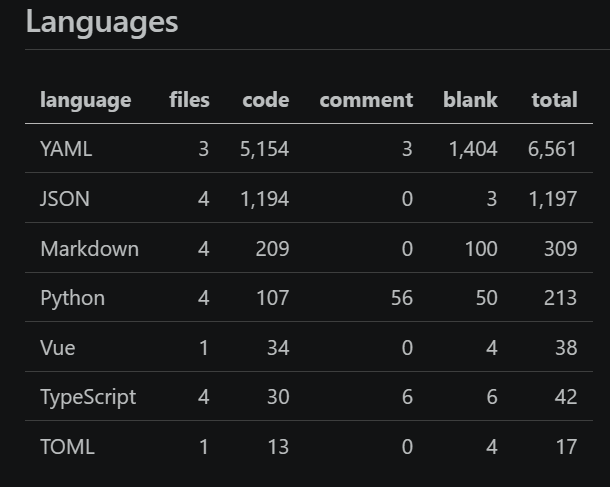 Languages
language files code comment blank total
YAML 3 5,154 3 1,404 6,561
JSON 4 1,194 0 3 1,197
Markdown 4 209 0 100 309
Python 4 107 56 50 213
Vue 1 34 0 4 38
TypeScript 4 30 6 6 42
TOML 1 13 0 4 17